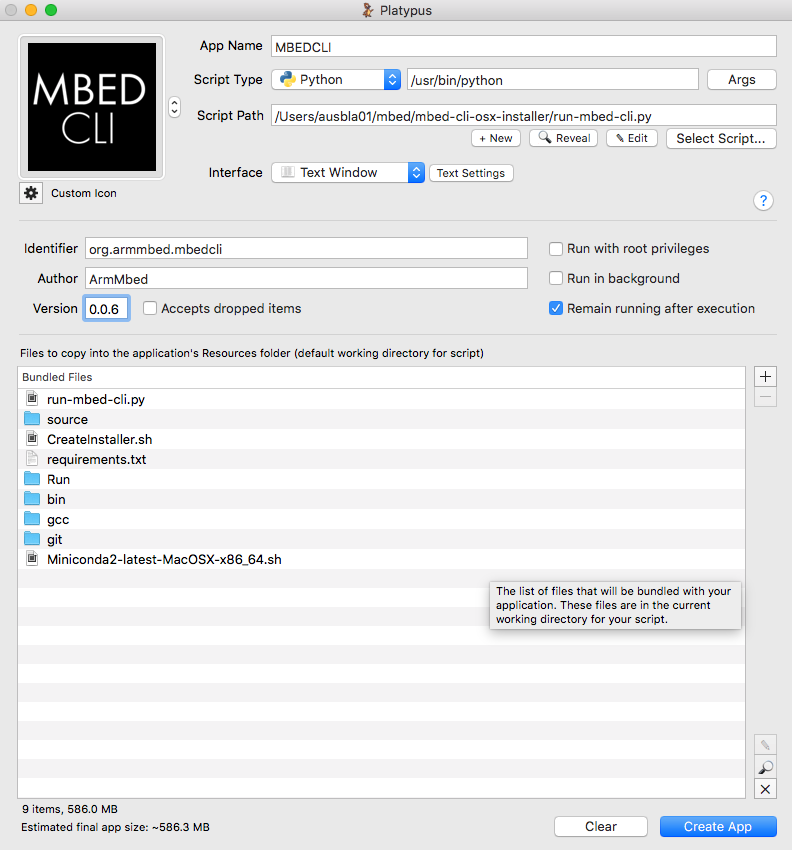 Platypus
MBED
CLI
App Name MBEDCLI
Script Type Python /usr/bin/python Args
Script Path /Users/ausbla01/mbed/mbed-cli-osx-installer/run-mbed-cli.py
+ New Reveal Edit Select Script...
Interface Text Window Text Settings
Custom Icon
?
Identifier org.armmbed.mbedcli Run with root privileges
Author ArmMbed Run in background
Version 0.0.6 Accepts dropped items Remain running after execution
Files to copy into the application's Resources folder (default working directory for script)
Bundled Files
run-mbed-cli.py
source
CreateInstaller.sh
requirements.txt
Run
bin
gcc
git
Miniconda2-latest-MacOSX-x86_64.sh
The list of files that will be bundled with your
application. These files are in the current
working directory for your script.
9 items, 586.0 MB
Estimated final app size: ~586.3 MB
Clear Create App